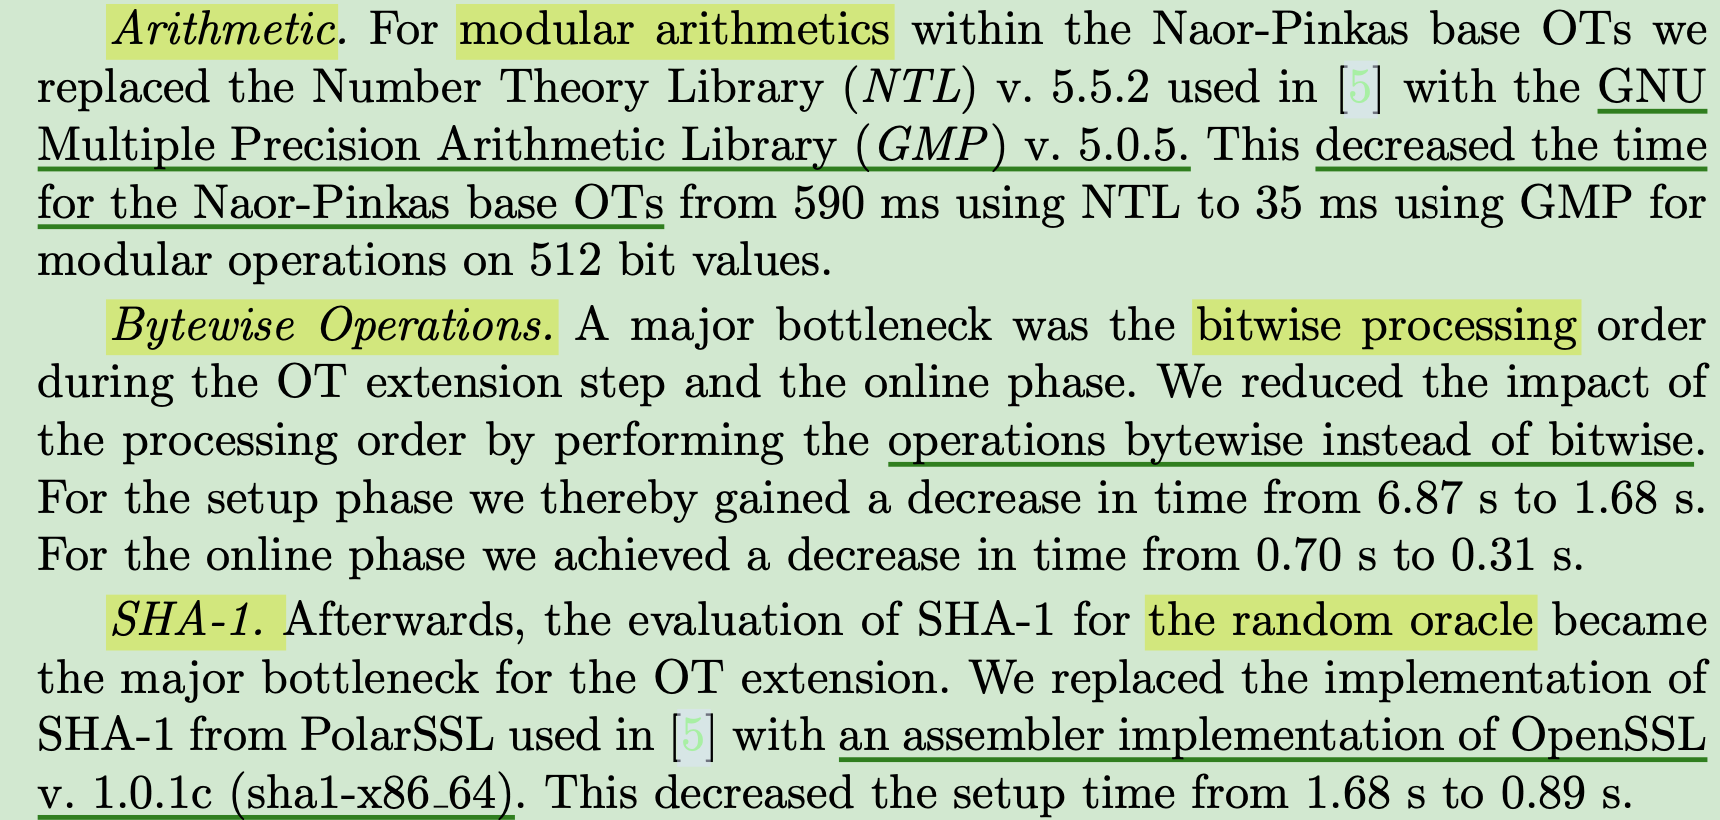 Arithmetic. For modular arithmetics within the Naor-Pinkas base OTs we
replaced the Number Theory Library (NTL) v. 5.5.2 used in [5] with the GNU
Multiple Precision Arithmetic Library (GMP) v. 5.0.5. This decreased the time
for the Naor-Pinkas base OTs from 590 ms using NTL to 35 ms using GMP for
modular operations on 512 bit values.
Bytewise Operations. A major bottleneck was the bitwise processing order
during the OT extension step and the online phase. We reduced the impact of
the processing order by performing the operations bytewise instead of bitwise.
For the setup phase we thereby gained a decrease in time from 6.87 s to 1.68 s.
For the online phase we achieved a decrease in time from 0.70 s to 0.31 s.
SHA-1. Afterwards, the evaluation of SHA-1 for the random oracle became
the major bottleneck for the OT extension. We replaced the implementation of
SHA-1 from PolarSSL used in [5] with an assembler implementation of OpenSSL
v. 1.0.1c (sha1-x86_64). This decreased the setup time from 1.68 s to 0.89 s.